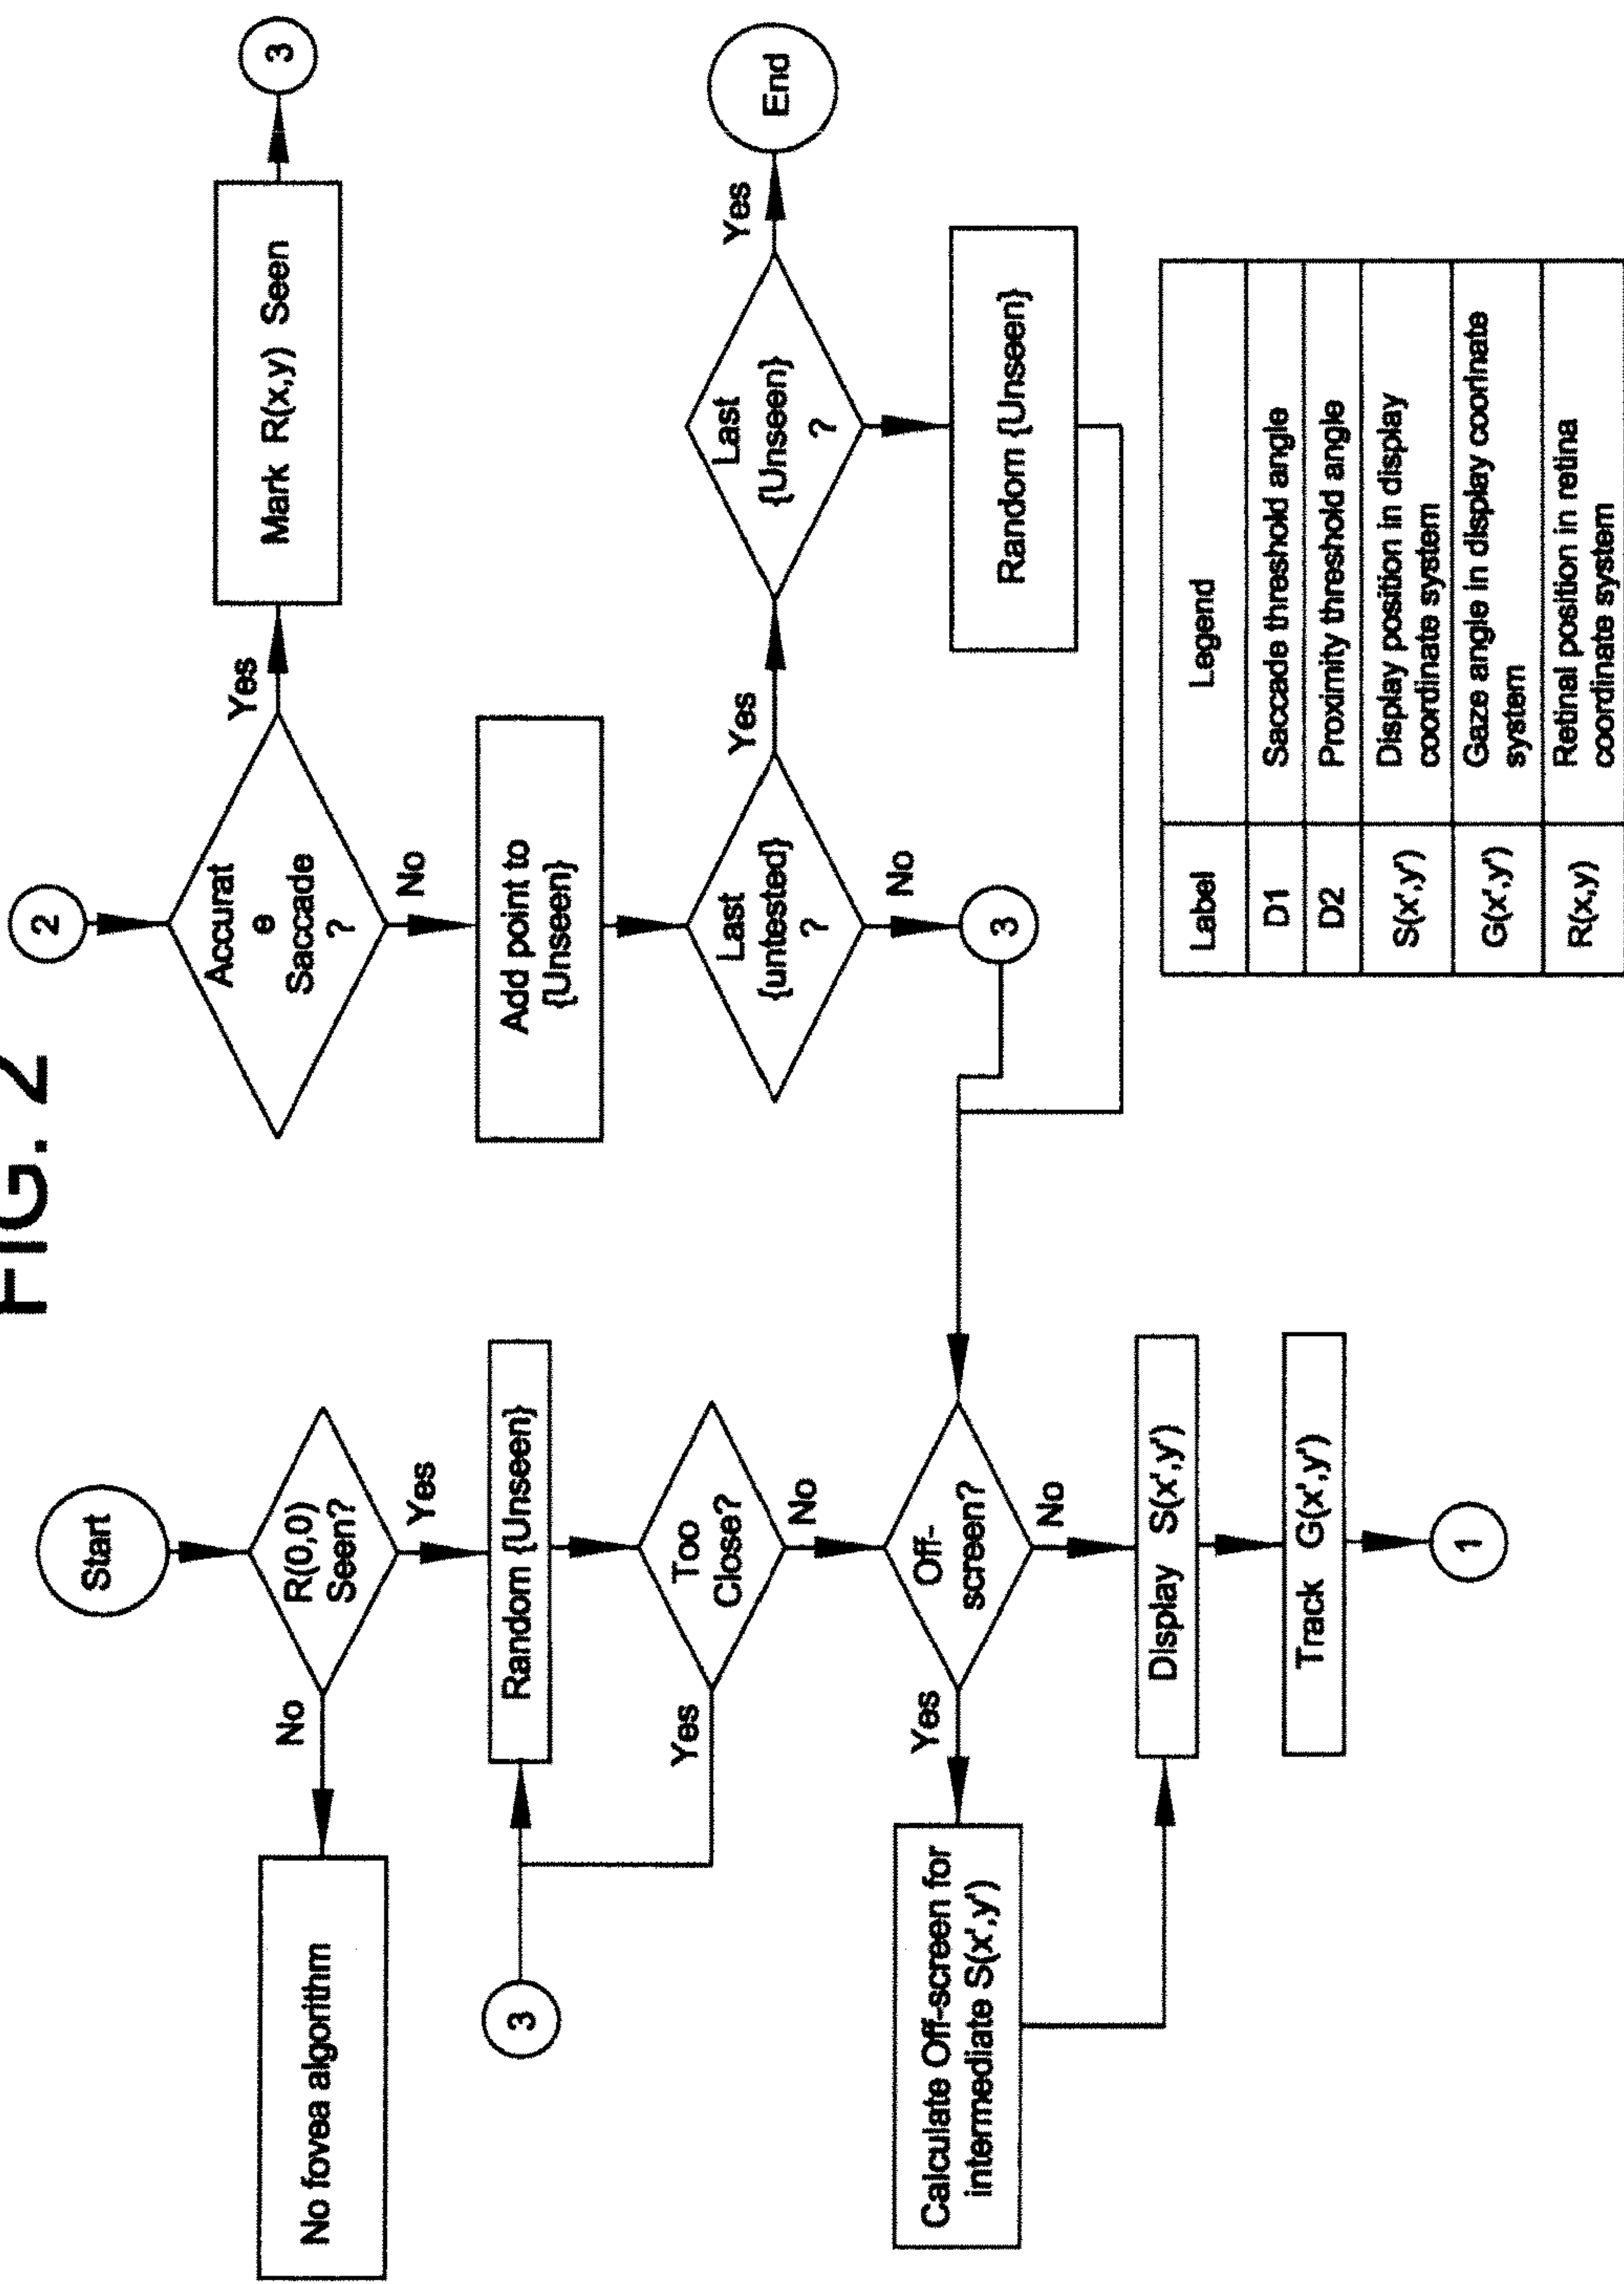 FIG. 2
Start
R(0,0)
Seen?
No
Yes
No fovea algorithm
3
Random {Unseen}
Too
Close?
Yes
No
Off-
screen?
Yes
No
Calculate Off-screen for
intermediate S(x',y')
Display S(x',y')
Track G(x',y')
1
2
Accurat
e
Saccade
?
Yes
Mark R(x,y) Seen
3
No
Add point to
{Unseen}
Last
{untested}
?
Yes
Last
{Unseen}
?
Yes
End
No
3
Random {Unseen}
Label Legend
D1 Saccade threshold angle
D2 Proximity threshold angle
S(x',y') Display position in display
coordinate system
G(x',y') Gaze angle in display coorinate
system
R(x,y) Retinal position in retina
coordinate system